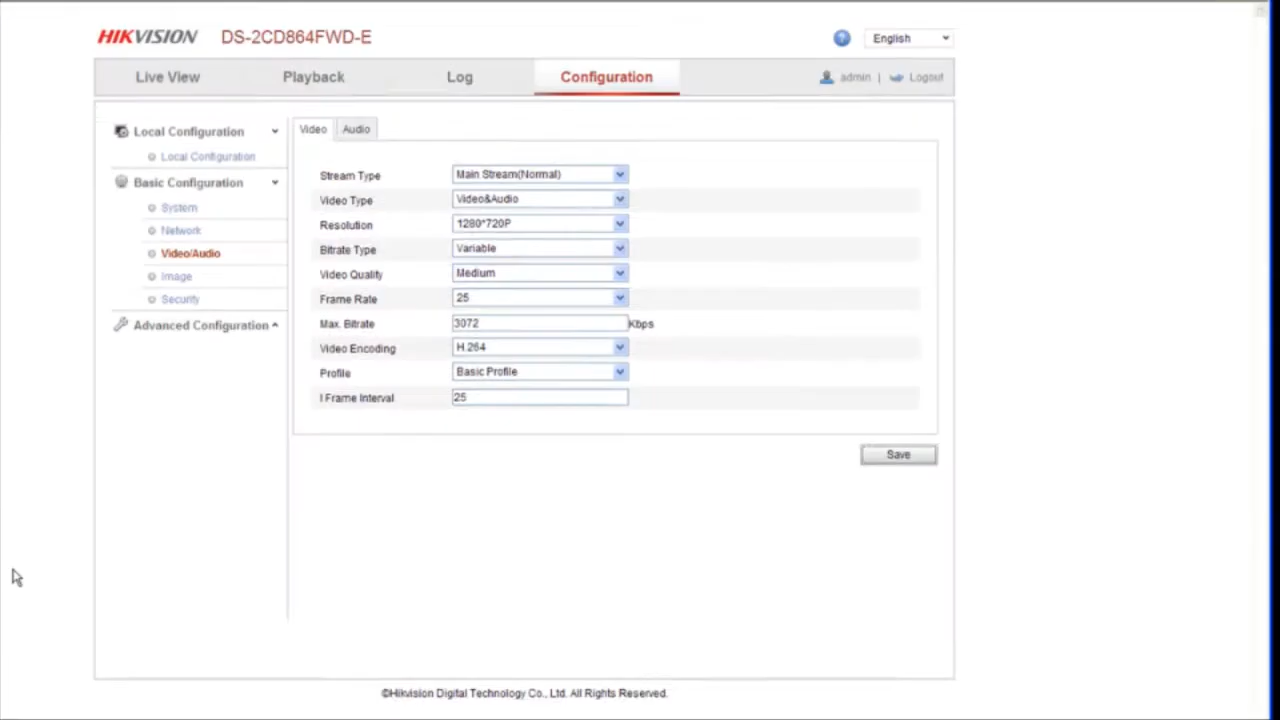 HIKVISION DS-2CD864FWD-E
? English
Live View Playback Log Configuration admin | Logout
Local Configuration
Local Configuration
Basic Configuration
System
Network
Video/Audio
Image
Security
Advanced Configuration
Video Audio
Stream Type Main Stream(Normal)
Video Type Video&Audio
Resolution 1280*720P
Bitrate Type Variable
Video Quality Medium
Frame Rate 25
Max. Bitrate 3072 Kbps
Video Encoding H.264
Profile Basic Profile
I Frame Interval 25
Save
©Hikvision Digital Technology Co., Ltd. All Rights Reserved.